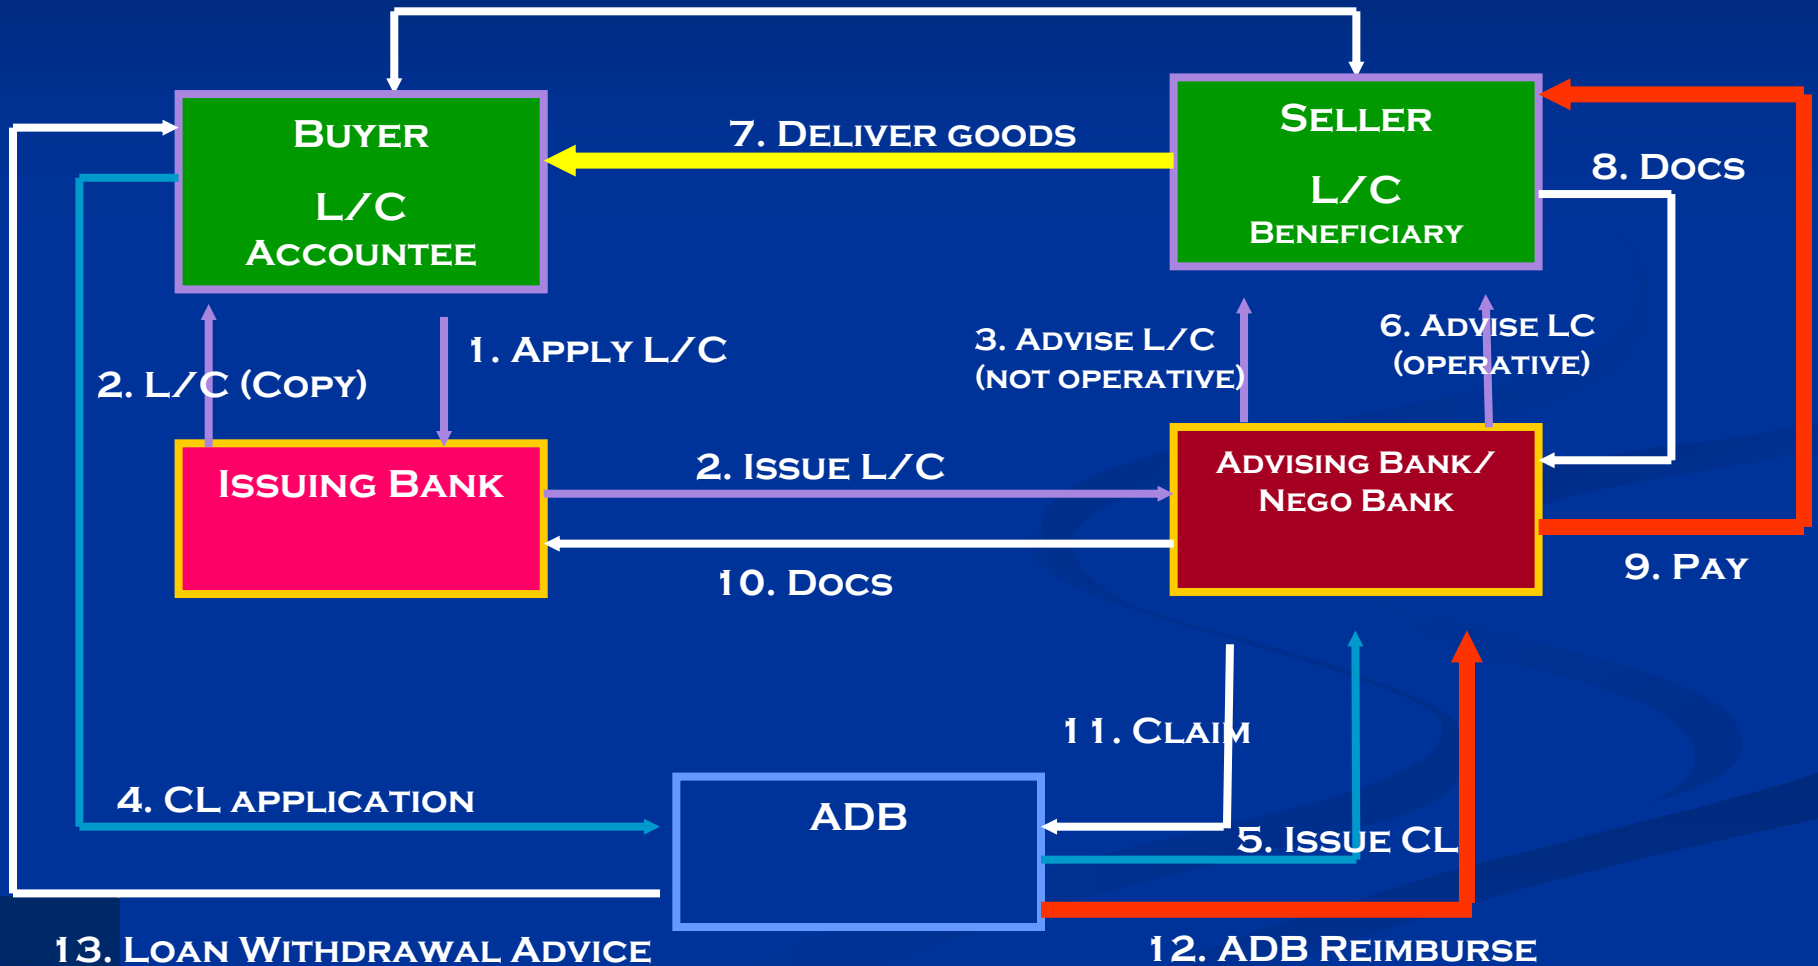 Buyer
L/C
Accountee
7. Deliver goods
Seller
L/C
Beneficiary
8. Docs
2. L/C (Copy)
1. Apply L/C
3. Advise L/C
(not operative)
6. Advise LC
(operative)
Issuing Bank
2. Issue L/C
Advising Bank/
Nego Bank
10. Docs
9. Pay
11. Claim
4. CL application
ADB
5. Issue CL
13. Loan Withdrawal Advice
12. ADB Reimburse